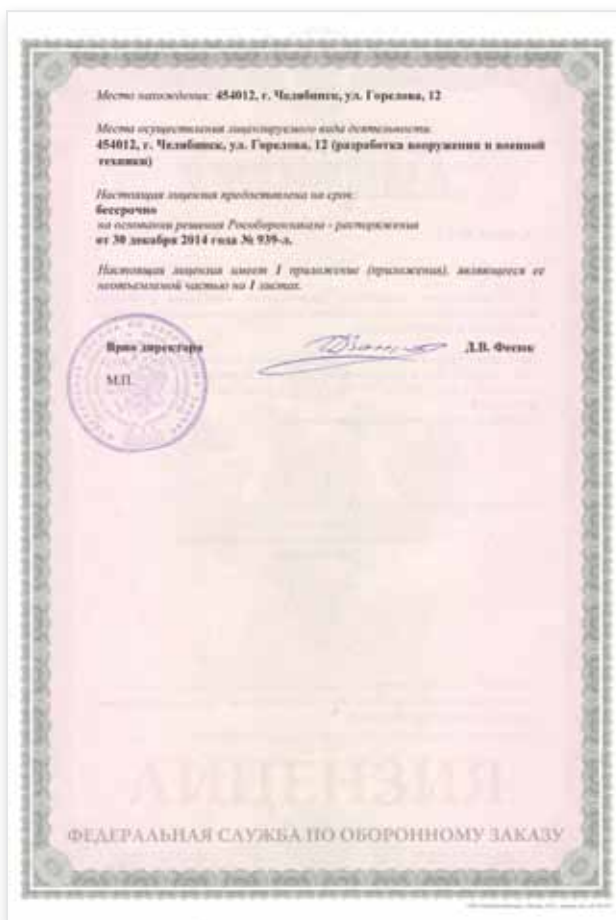 Место нахождения: 454012, г. Челябинск, ул. Горелова, 12
Места осуществления лицензируемого вида деятельности:
454012, г. Челябинск, ул. Горелова, 12 (разработка вооружения и военной
техники)
Настоящая лицензия предоставлена на срок:
бессрочно
на основании решения Рособоронзаказа - распоряжения
от 30 декабря 2014 года № 939-л.
Настоящая лицензия имеет 1 приложение (приложения), являющееся ее
неотъемлемой частью на 1 листах.
Врио директора
Д.В. Фесюк
М.П.
ЛИЦЕНЗИЯ
ФЕДЕРАЛЬНАЯ СЛУЖБА ПО ОБОРОННОМУ ЗАКАЗУ